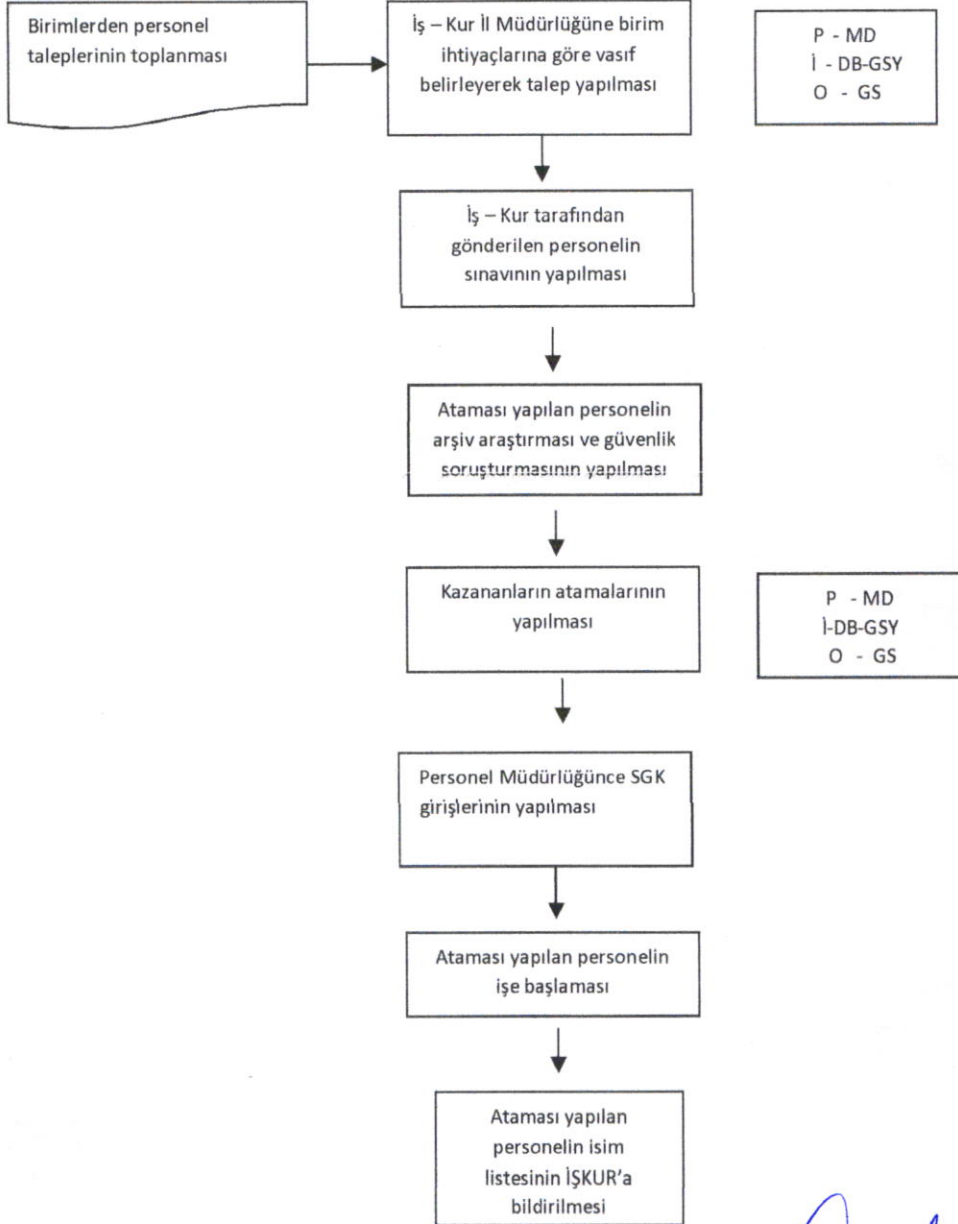 Birimlerden personel
taleplerinin toplanması
İş – Kur İl Müdürlüğüne birim
ihtiyaçlarına göre vasıf
belirleyerek talep yapılması
P - MD
İ - DB-GSY
O - GS
İş – Kur tarafından
gönderilen personelin
sınavının yapılması
Ataması yapılan personelin
arşiv araştırması ve güvenlik
soruşturmasının yapılması
Kazananların atamalarının
yapılması
P - MD
İ-DB-GSY
O - GS
Personel Müdürlüğünce SGK
girişlerinin yapılması
Ataması yapılan personelin
işe başlaması
Ataması yapılan
personelin isim
listesinin İŞKUR’a
bildirilmesi